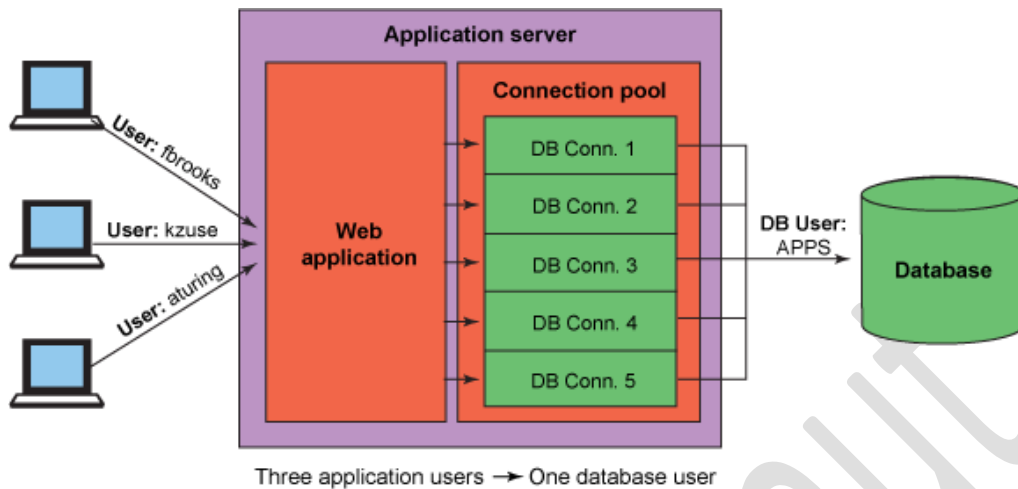 Application server
Web
application
Connection pool
DB Conn. 1
DB Conn. 2
DB Conn. 3
DB Conn. 4
DB Conn. 5
User: fbrooks
User: kzuse
User: aturing
DB User:
APPS
Database
Three application users → One database user